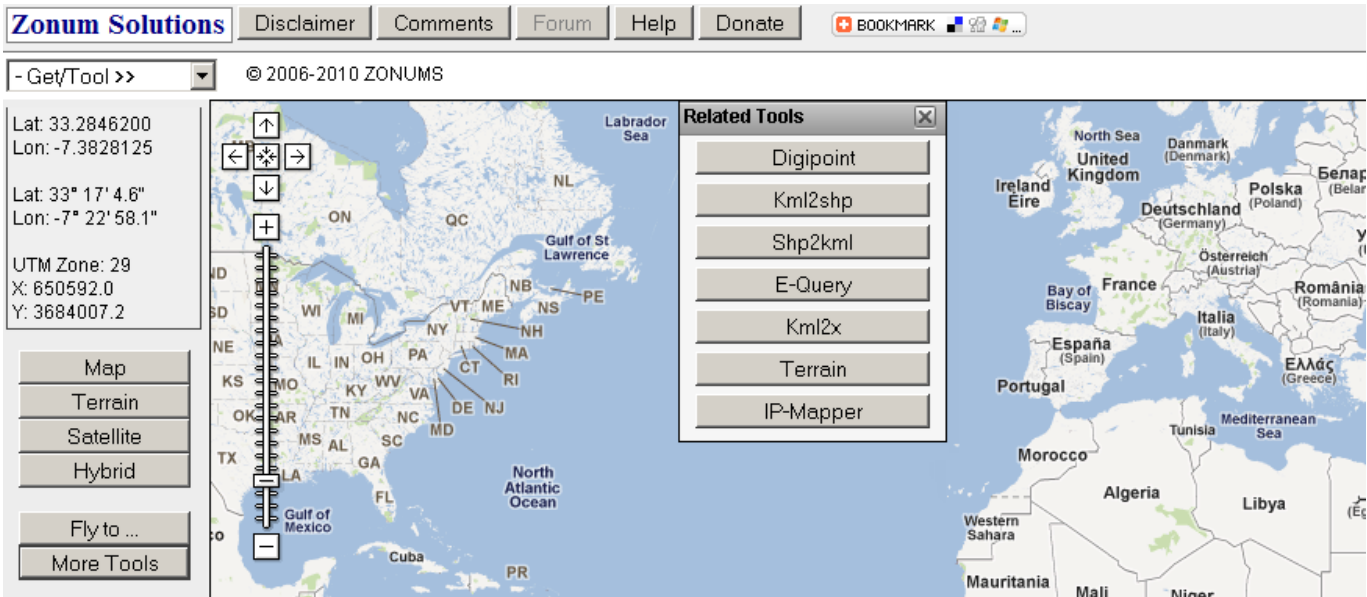 Zonum Solutions
Disclaimer
Comments
Forum
Help
Donate
BOOKMARK
...
- Get/Tool >>
© 2006-2010 ZONUMS
Lat: 33.2846200
Lon: -7.3828125
Lat: 33° 17' 4.6"
Lon: -7° 22' 58.1"
UTM Zone: 29
X: 650592.0
Y: 3684007.2
Map
Terrain
Satellite
Hybrid
Fly to ...
More Tools
Related Tools
Digipoint
Kml2shp
Shp2kml
E-Query
Kml2x
Terrain
IP-Mapper
Labrador
Sea
NL
ON
QC
Gulf of St
Lawrence
ND
NB
PE
SD
WI
MI
VT
ME
NS
NY
NH
NE
MA
IL
IN
OH
PA
CT
RI
KS
MO
KY
WV
VA
DE
NJ
OK
AR
TN
NC
MD
MS
AL
SC
TX
LA
GA
FL
North
Atlantic
Ocean
Gulf of
Mexico
Cuba
PR
North Sea
Danmark
(Denmark)
United
Kingdom
Ireland
Éire
Polska
(Poland)
Deutschland
(Germany)
Österreich
(Austria)
Bay of
Biscay
France
România
(Romania)
Italia
(Italy)
España
(Spain)
Ελλάς
(Greece)
Portugal
Mediterranean
Sea
Tunisia
Morocco
Algeria
Libya
Western
Sahara
Mauritania
Mali
Niger